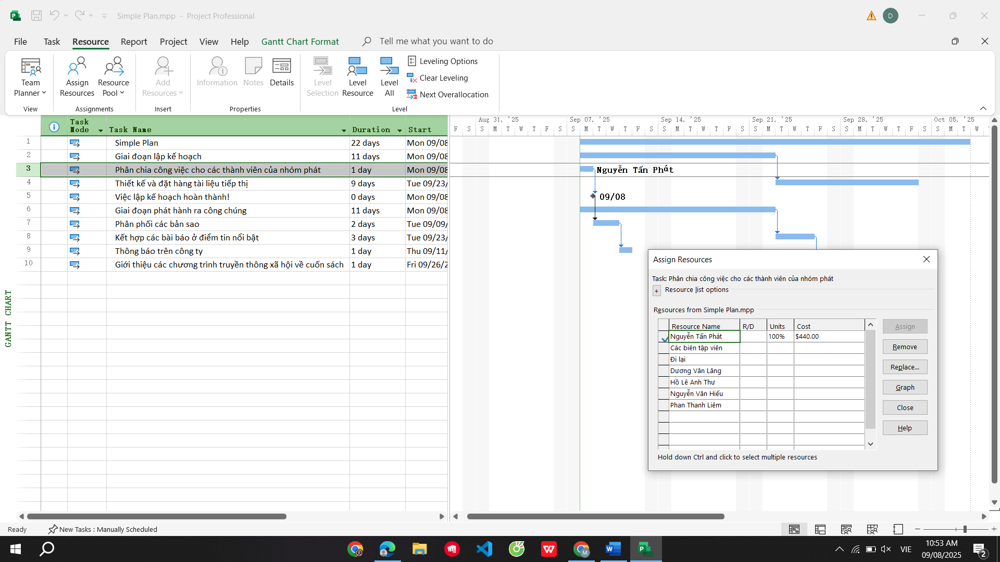 Simple Plan.mpp - Project Professional
D
File Task Resource Report Project View Help Gantt Chart Format Tell me what you want to do
Team Planner
View
Assign Resources
Resource Pool
Assignments
Add Resources
Insert
Information
Notes
Details
Properties
Level Selection
Level Resource
Level All
Leveling Options
Clear Leveling
Next Overallocation
Level
Task Mode Task Name Duration Start
1 Simple Plan 22 days Mon 09/08
2 Giai đoạn lập kế hoạch 11 days Mon 09/08
3 Phân chia công việc cho các thành viên của nhóm phát 1 day Mon 09/08
4 Thiết kế và đặt hàng tài liệu tiếp thị 9 days Tue 09/23/
5 Việc lập kế hoạch hoàn thành! 0 days Mon 09/08
6 Giai đoạn phát hành ra công chúng 11 days Mon 09/08
7 Phân phối các bản sao 2 days Tue 09/09/
8 Kết hợp các bài báo ở điểm tin nổi bật 3 days Tue 09/23/
9 Thông báo trên công ty 1 day Thu 09/11/
10 Giới thiệu các chương trình truyền thông xã hội về cuốn sách 1 day Fri 09/26/2
GANTT CHART
Aug 31, '25 Sep 07, '25 Sep 14, '25 Sep 21, '25 Sep 28, '25 Oct 05, '25
F S S M T W T F S S M T W T F S S M T W T F S S M T W T F S S M T W T F S S M T W
Nguyễn Tấn Phát
09/08
Assign Resources
Task: Phân chia công việc cho các thành viên của nhóm phát
+ Resource list options
Resources from Simple Plan.mpp
Resource Name R/D Units Cost
Nguyễn Tấn Phát 100% $440.00
Các biên tập viên
Đi lại
Dương Văn Lăng
Hồ Lê Anh Thư
Nguyễn Văn Hiếu
Phan Thanh Liêm
Assign
Remove
Replace...
Graph
Close
Help
Hold down Ctrl and click to select multiple resources
Ready New Tasks : Manually Scheduled
VIE
10:53 AM
09/08/2025
2